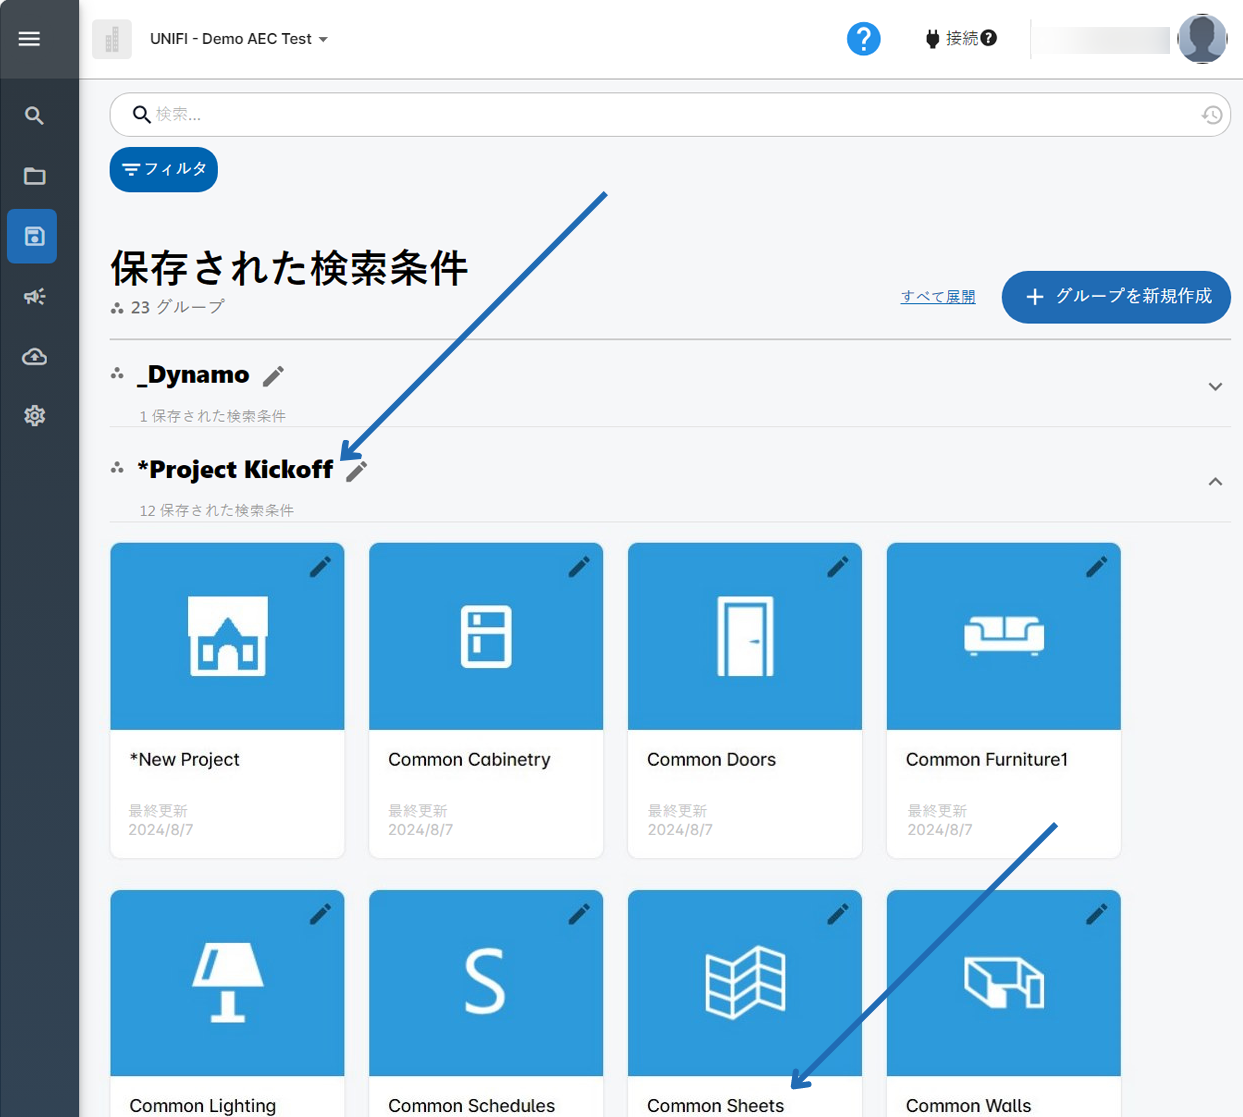 UNIFI - Demo AEC Test
?
接続?
検索...
フィルタ
保存された検索条件
23 グループ
すべて展開
+ グループを新規作成
_Dynamo
1 保存された検索条件
*Project Kickoff
12 保存された検索条件
*New Project
最終更新
2024/8/7
Common Cabinetry
最終更新
2024/8/7
Common Doors
最終更新
2024/8/7
Common Furniture1
最終更新
2024/8/7
S
Common Lighting
Common Schedules
Common Sheets
Common Walls